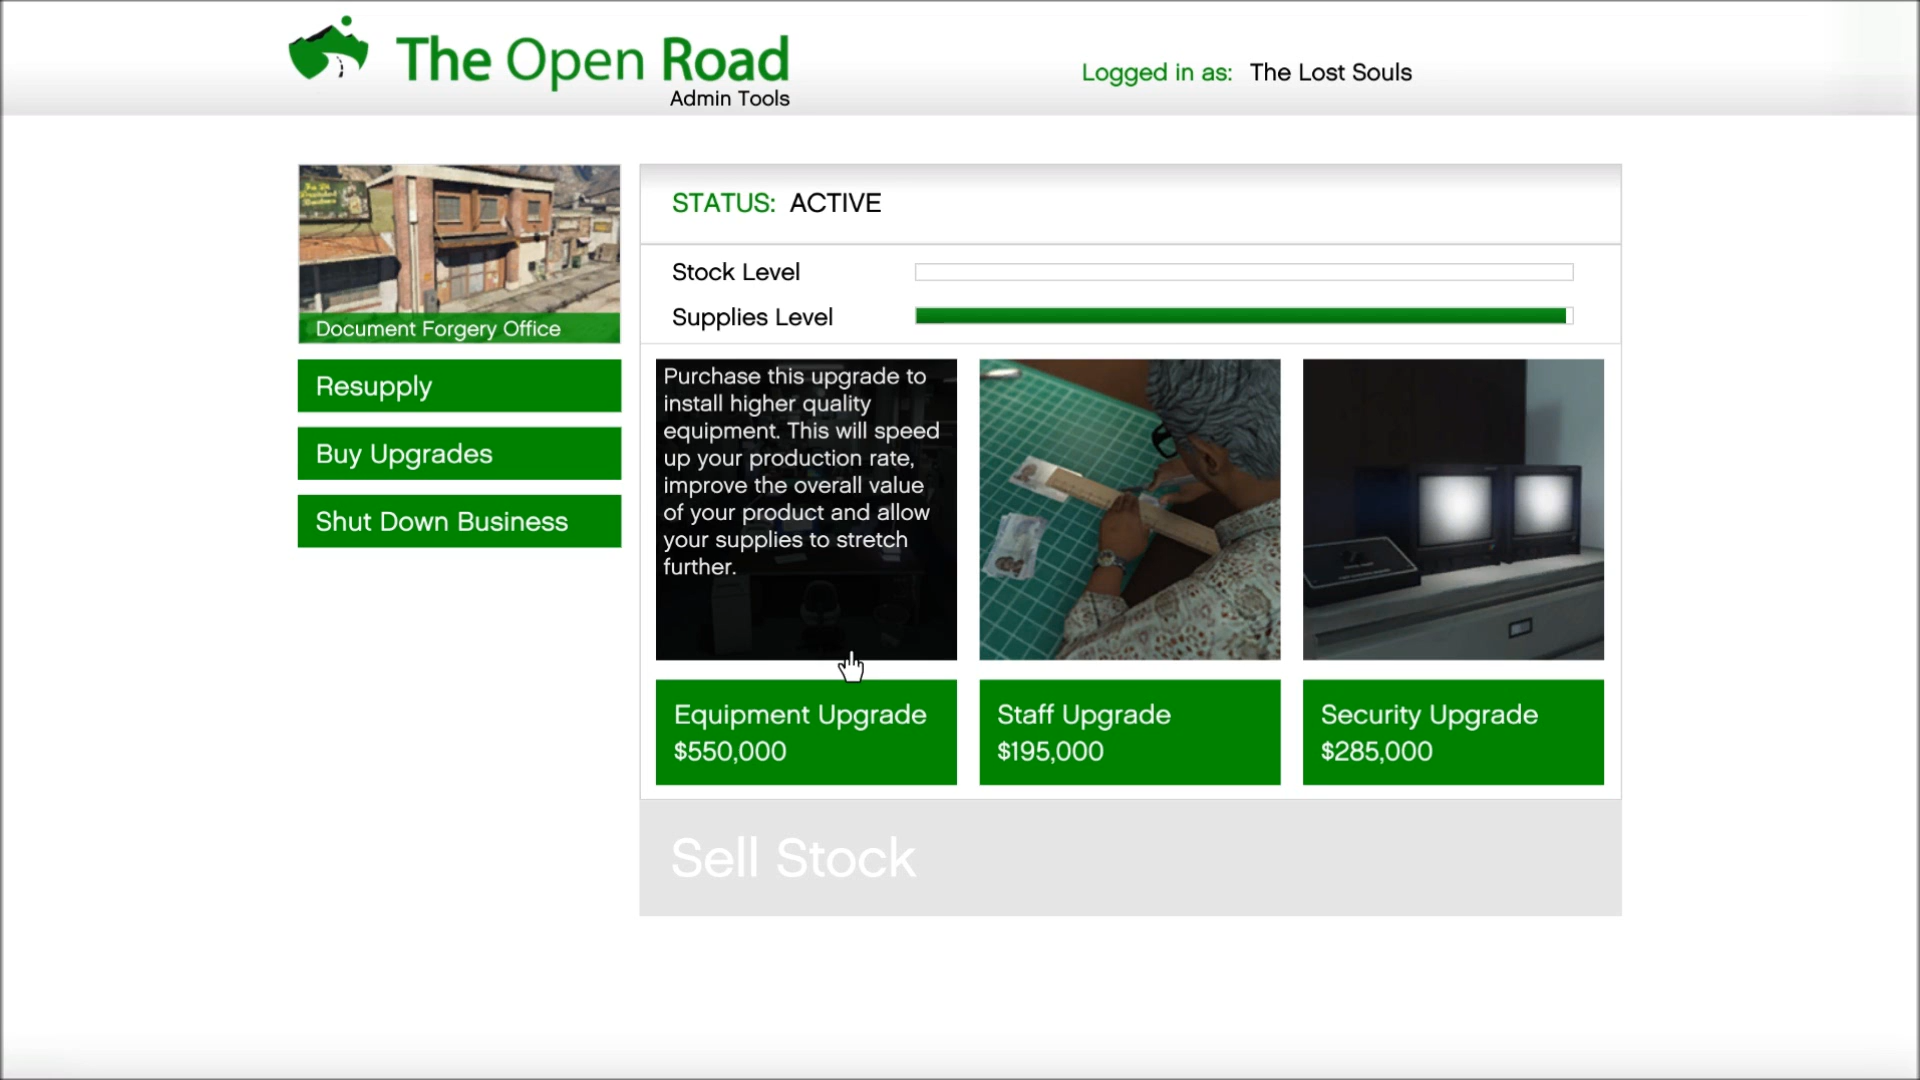 The Open Road
Admin Tools
Logged in as: The Lost Souls
Document Forgery Office
Resupply
Buy Upgrades
Shut Down Business
STATUS: ACTIVE
Stock Level
Supplies Level
Purchase this upgrade to
install higher quality
equipment. This will speed
up your production rate,
improve the overall value
of your product and allow
your supplies to stretch
further.
Equipment Upgrade
$550,000
Staff Upgrade
$195,000
Security Upgrade
$285,000
Sell Stock